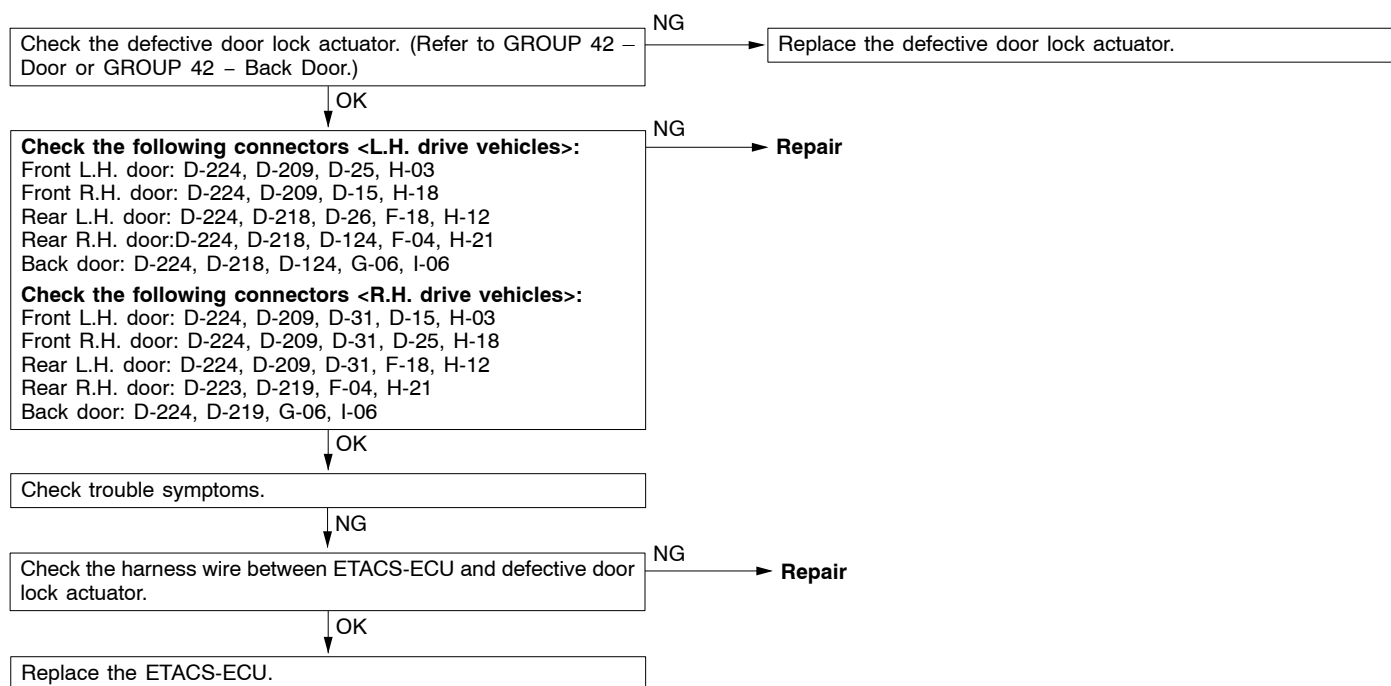 NG
Check the defective door lock actuator. (Refer to GROUP 42 –
Door or GROUP 42 – Back Door.)
Replace the defective door lock actuator.
OK
NG
Check the following connectors <L.H. drive vehicles>:
Front L.H. door: D-224, D-209, D-25, H-03
Front R.H. door: D-224, D-209, D-15, H-18
Rear L.H. door: D-224, D-218, D-26, F-18, H-12
Rear R.H. door:D-224, D-218, D-124, F-04, H-21
Back door: D-224, D-218, D-124, G-06, I-06
Check the following connectors <R.H. drive vehicles>:
Front L.H. door: D-224, D-209, D-31, D-15, H-03
Front R.H. door: D-224, D-209, D-31, D-25, H-18
Rear L.H. door: D-224, D-209, D-31, F-18, H-12
Rear R.H. door: D-223, D-219, F-04, H-21
Back door: D-224, D-219, G-06, I-06
Repair
OK
Check trouble symptoms.
NG
NG
Check the harness wire between ETACS-ECU and defective door
lock actuator.
Repair
OK
Replace the ETACS-ECU.